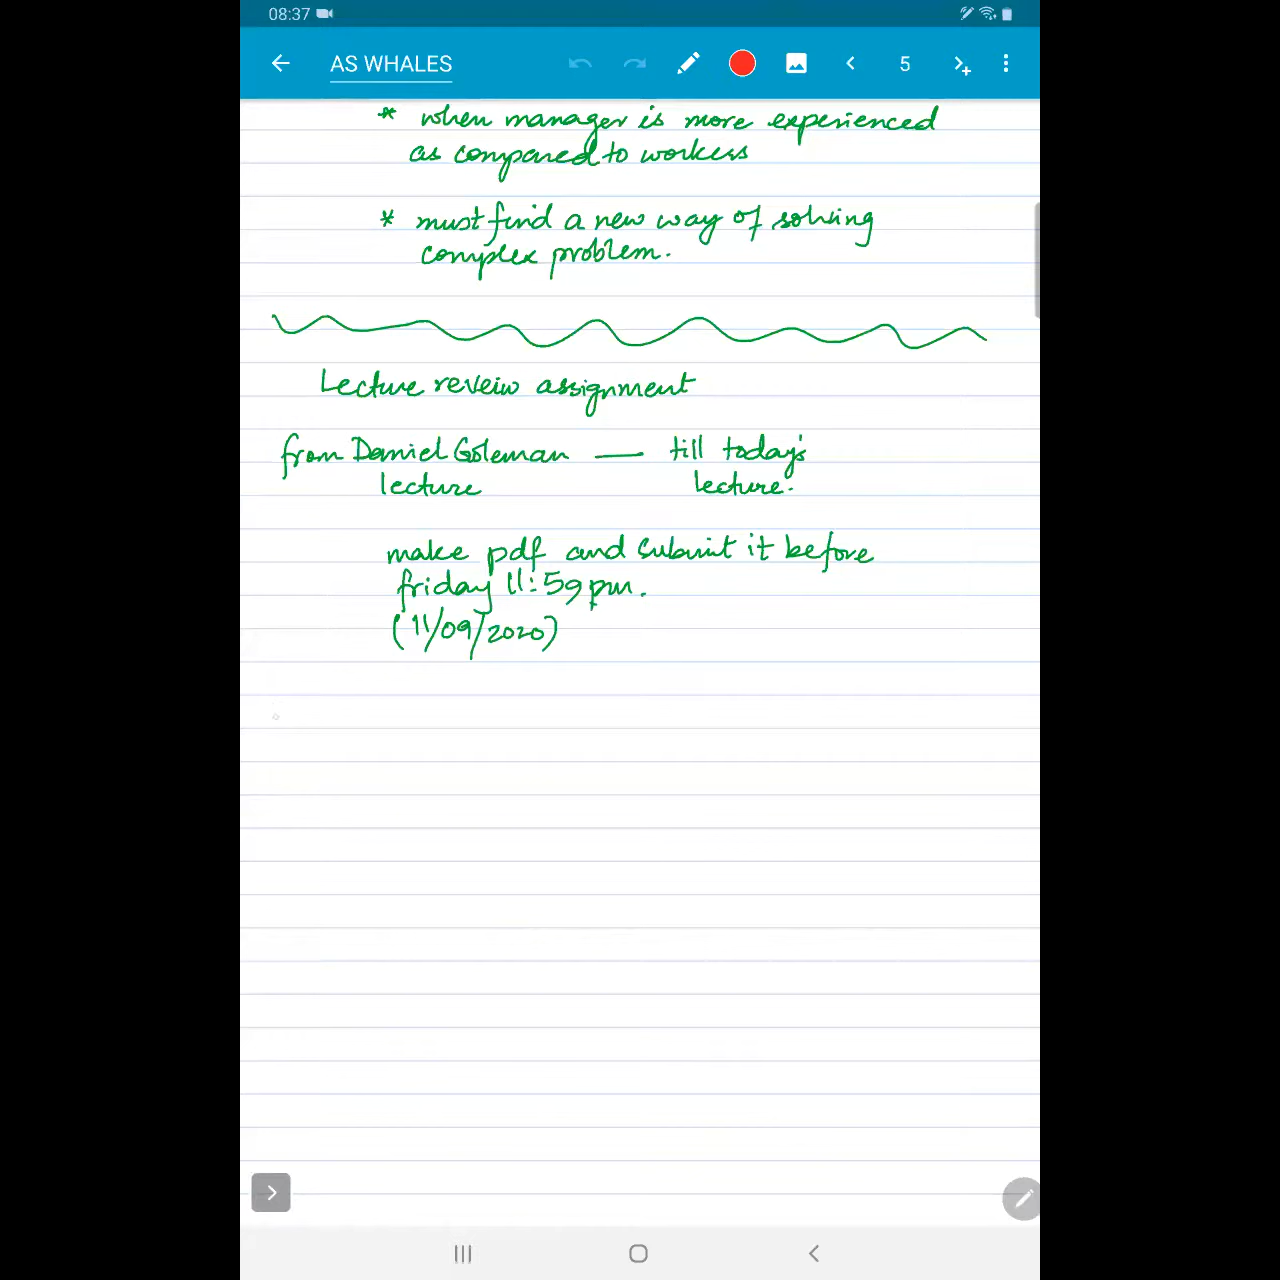 08:37
AS WHALES
5
* when manager is more experienced
as compared to workess
* must find a new way of solving
complex problem.
Lecture reveiw assignment
from Daniel Goleman — till today's
lecture lecture.
make pdf and submit it before
friday 11:59 pm.
(11/09/2020)